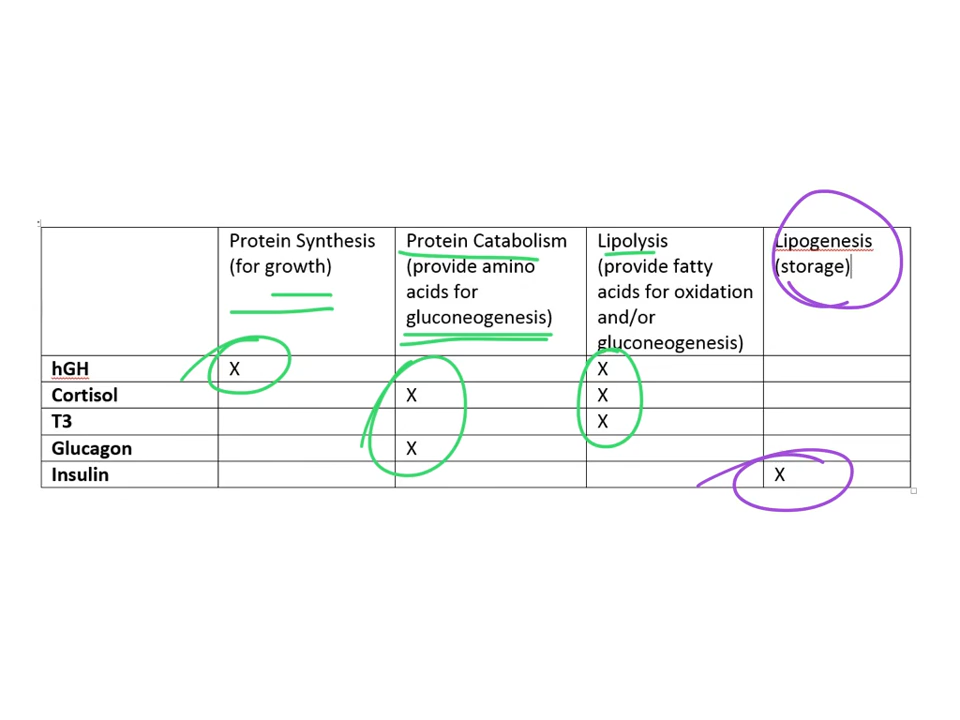 Protein Synthesis
(for growth)
Protein Catabolism
(provide amino
acids for
gluconeogenesis)
Lipolysis
(provide fatty
acids for oxidation
and/or
gluconeogenesis)
Lipogenesis
(storage)
hGH X X
Cortisol X X
T3 X
Glucagon X
Insulin X